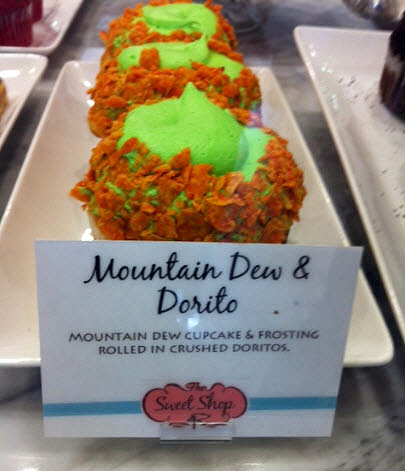 Mountain Dew &
Dorito
MOUNTAIN DEW CUPCAKE & FROSTING
ROLLED IN CRUSHED DORITOS.
The
Sweet Shop